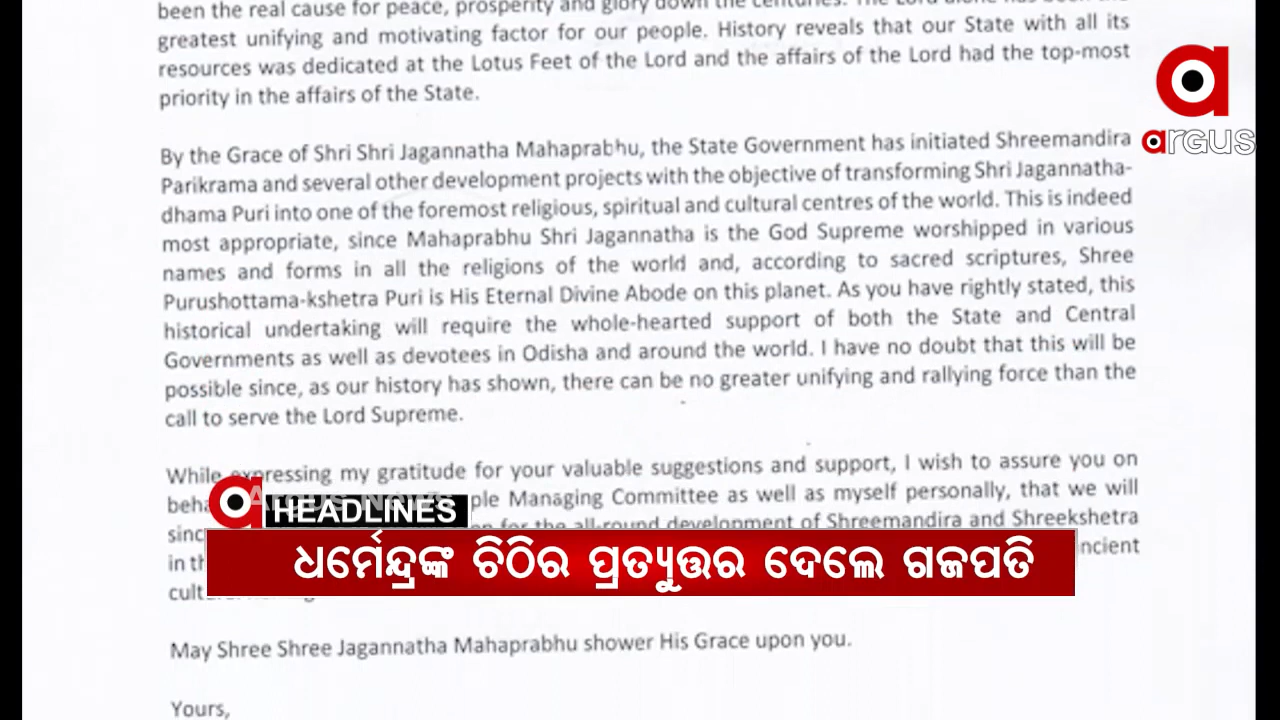 been the real cause for peace, prosperity and glory down the centuries. The Lord alone has been the
greatest unifying and motivating factor for our people. History reveals that our State with all its
resources was dedicated at the Lotus Feet of the Lord and the affairs of the Lord had the top-most
priority in the affairs of the State.
argus
By the Grace of Shri Shri Jagannatha Mahaprabhu, the State Government has initiated Shreemandira
Parikrama and several other development projects with the objective of transforming Shri Jagannatha-
dhama Puri into one of the foremost religious, spiritual and cultural centres of the world. This is indeed
most appropriate, since Mahaprabhu Shri Jagannatha is the God Supreme worshipped in various
names and forms in all the religions of the world and, according to sacred scriptures, Shree
Purushottama-kshetra Puri is His Eternal Divine Abode on this planet. As you have rightly stated, this
historical undertaking will require the whole-hearted support of both the State and Central
Governments as well as devotees in Odisha and around the world. I have no doubt that this will be
possible since, as our history has shown, there can be no greater unifying and rallying force than the
call to serve the Lord Supreme.
While expressing my gratitude for your valuable suggestions and support, I wish to assure you on
Managing Committee as well as myself personally, that we will
for the all-round development of Shreemandira and Shreekshetra
ARGUS NEWS
HEADLINES
ଧର୍ମେନ୍ଦ୍ରଙ୍କ ଚିଠିର ପ୍ରତ୍ୟୁତ୍ତର ଦେଲେ ଗଜପତି
May Shree Shree Jagannatha Mahaprabhu shower His Grace upon you.
Yours,